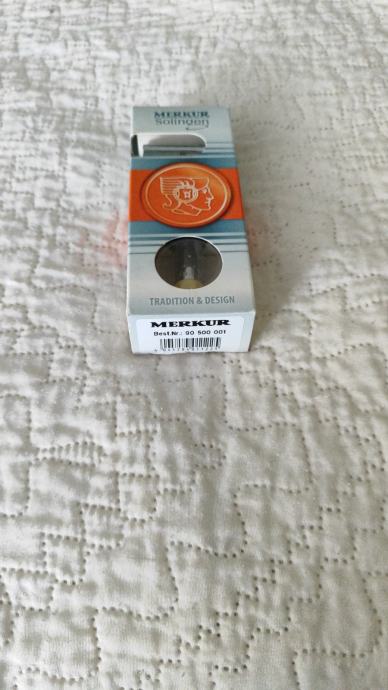 MERKUR
Solingen
TRADITION & DESIGN
MERKUR
Best.Nr.: 90 500 001